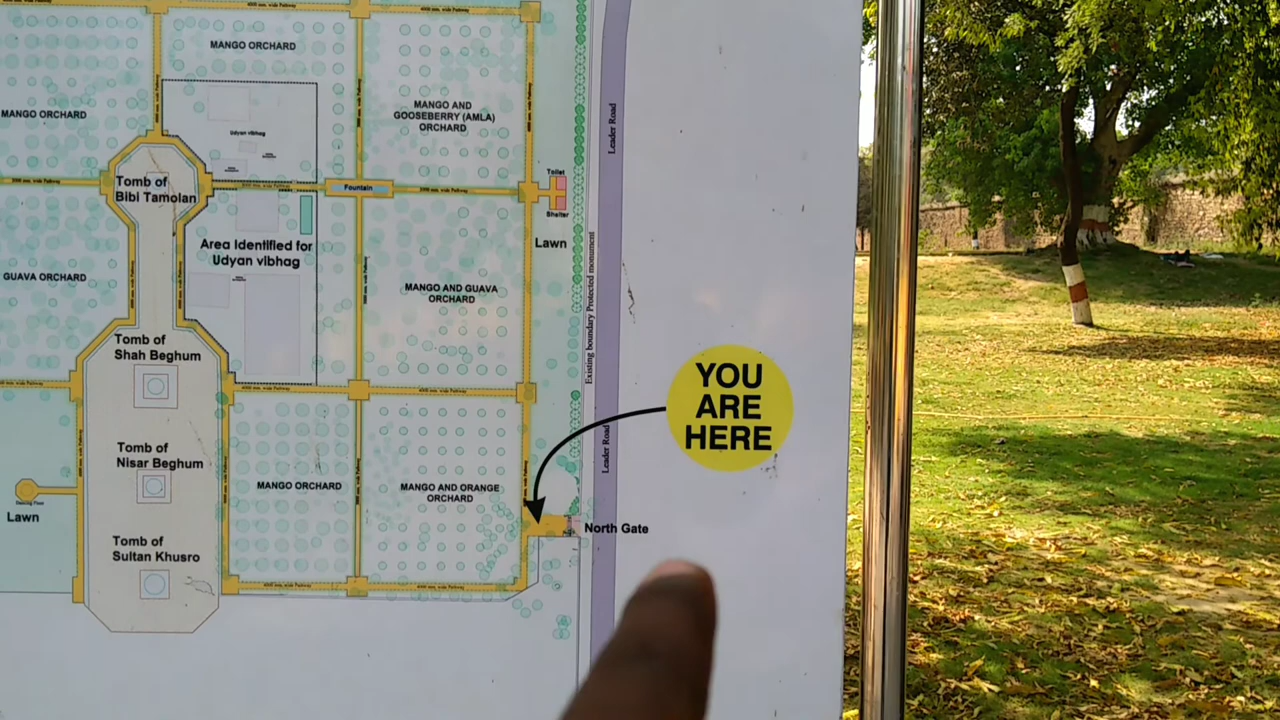 MANGO ORCHARD
MANGO ORCHARD
MANGO AND
GOOSEBERRY (AMLA)
ORCHARD
Udyan vibhag
Tomb of
Bibi Tamolan
Fountain
Toilet
Shelter
Lawn
Area Identified for
Udyan vibhag
GUAVA ORCHARD
MANGO AND GUAVA
ORCHARD
Leader Road
Existing boundary Protected monument
Tomb of
Shah Beghum
Tomb of
Nisar Beghum
Tomb of
Sultan Khusro
Lawn
MANGO ORCHARD
MANGO AND ORANGE
ORCHARD
Leader Road
YOU
ARE
HERE
North Gate